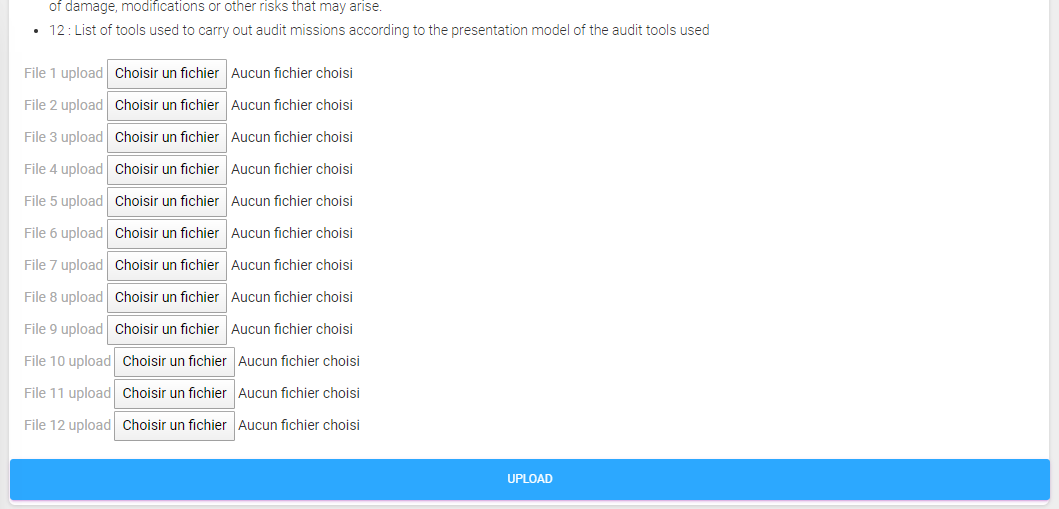 of damage, modifications or other risks that may arise.
• 12 : List of tools used to carry out audit missions according to the presentation model of the audit tools used
File 1 upload Choisir un fichier Aucun fichier choisi
File 2 upload Choisir un fichier Aucun fichier choisi
File 3 upload Choisir un fichier Aucun fichier choisi
File 4 upload Choisir un fichier Aucun fichier choisi
File 5 upload Choisir un fichier Aucun fichier choisi
File 6 upload Choisir un fichier Aucun fichier choisi
File 7 upload Choisir un fichier Aucun fichier choisi
File 8 upload Choisir un fichier Aucun fichier choisi
File 9 upload Choisir un fichier Aucun fichier choisi
File 10 upload Choisir un fichier Aucun fichier choisi
File 11 upload Choisir un fichier Aucun fichier choisi
File 12 upload Choisir un fichier Aucun fichier choisi
UPLOAD